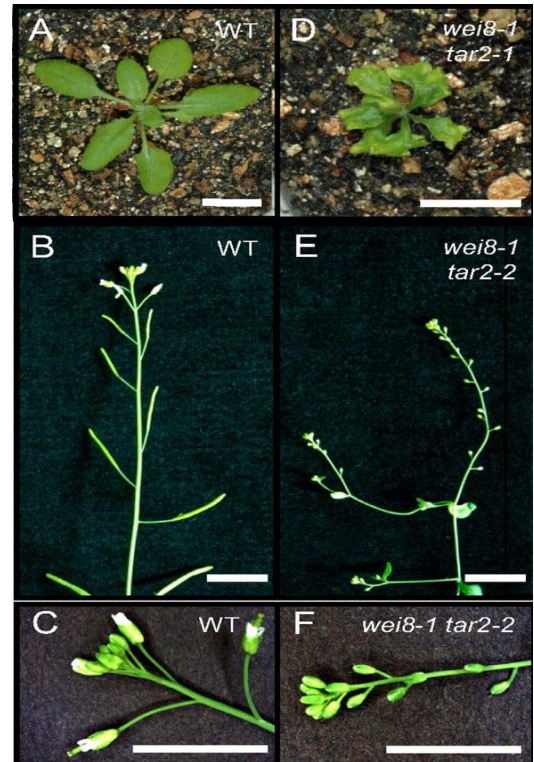 A WT
D wei8-1
tar2-1
B WT
E wei8-1
tar2-2
C WT
F wei8-1 tar2-2